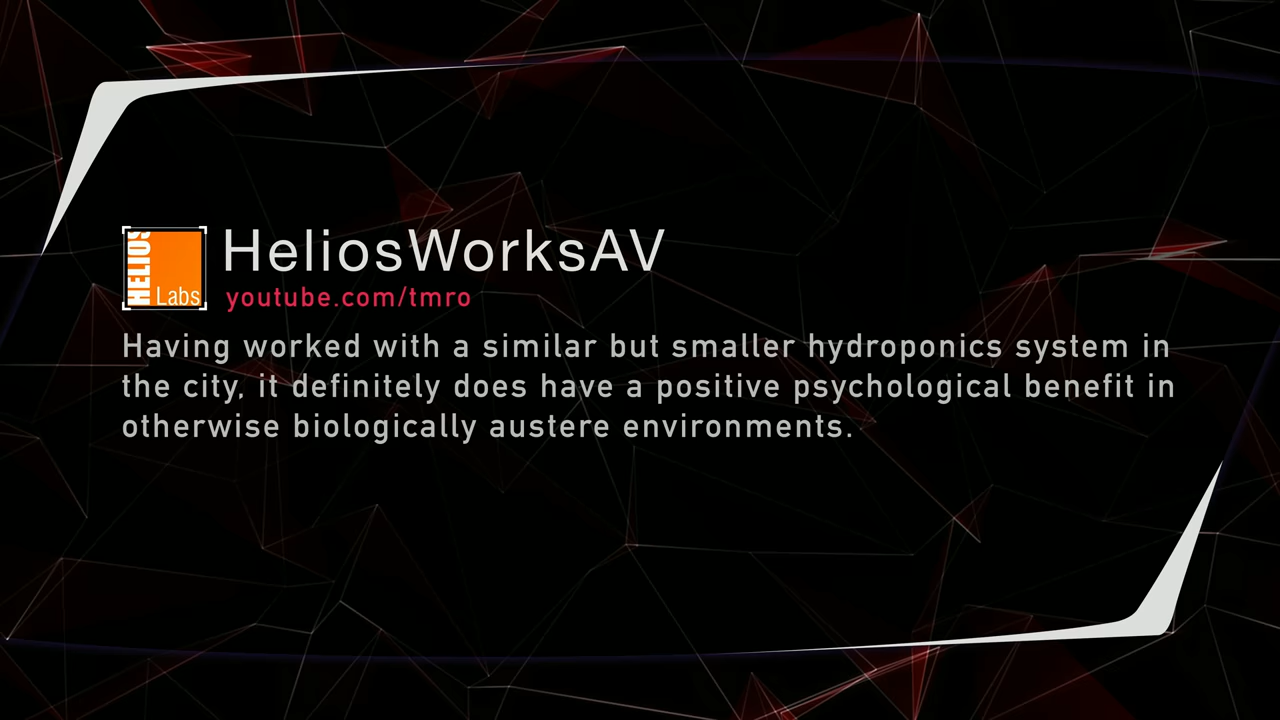 HELIOS
Labs
HeliosWorksAV
youtube.com/tmro
Having worked with a similar but smaller hydroponics system in
the city, it definitely does have a positive psychological benefit in
otherwise biologically austere environments.